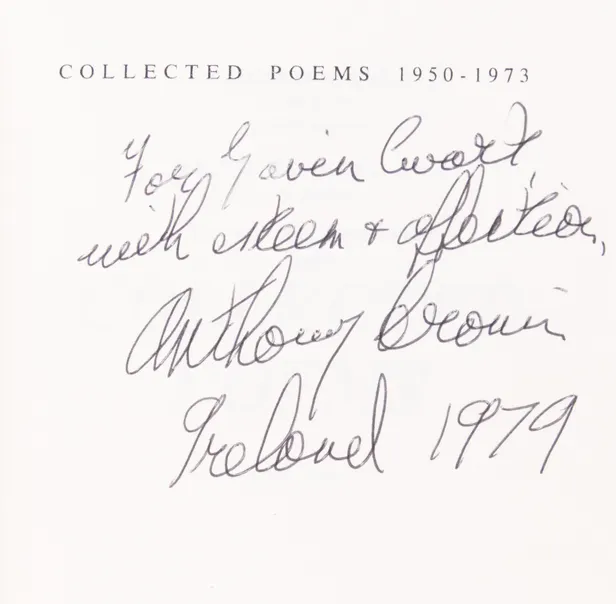 COLLECTED POEMS 1950-1973
For Gavin Ewart,
with esteem & affection,
Anthony Cronin
Ireland 1979